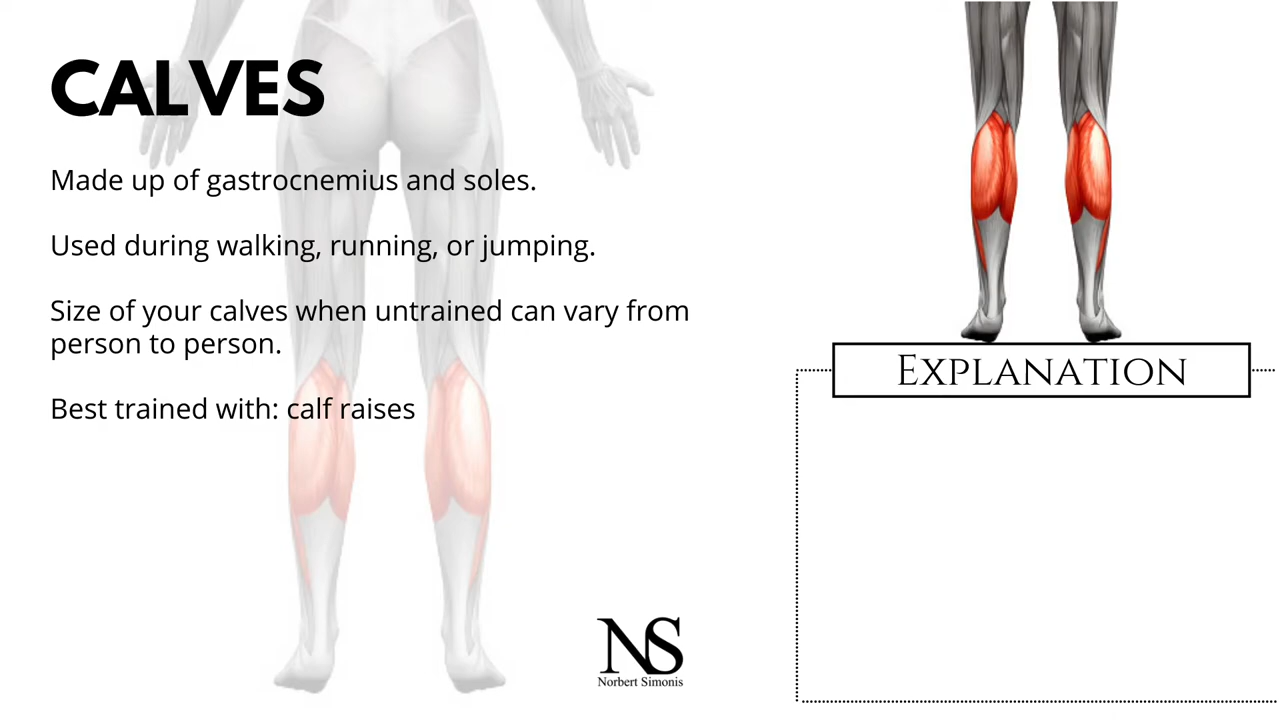 CALVES
Made up of gastrocnemius and soles.
Used during walking, running, or jumping.
Size of your calves when untrained can vary from
person to person.
Best trained with: calf raises
EXPLANATION
NS
Norbert Simonis